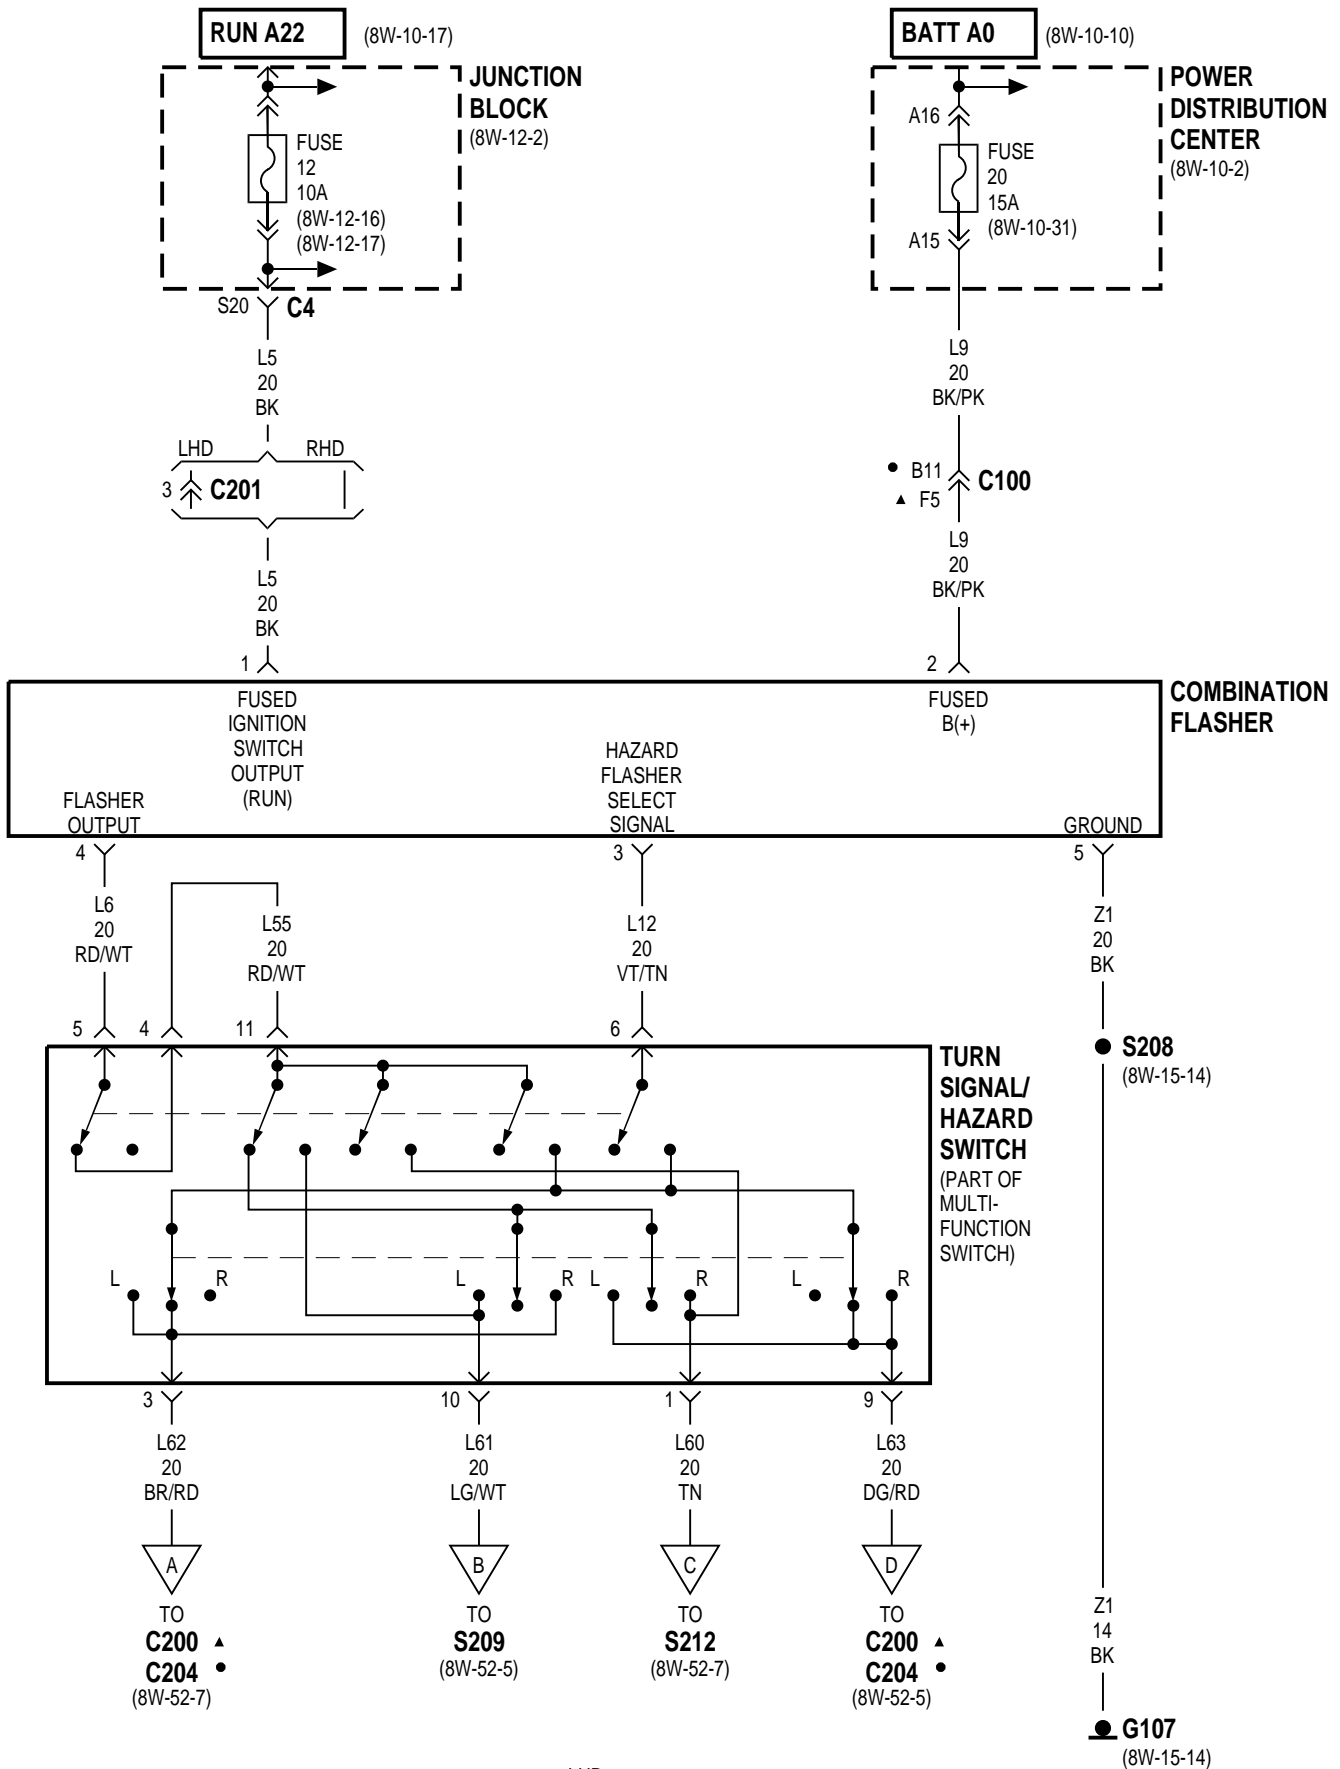 RUN A22
(8W-10-17)
BATT A0
(8W-10-10)
JUNCTION
BLOCK
(8W-12-2)
FUSE
12
10A
(8W-12-16)
(8W-12-17)
S20
C4
POWER
DISTRIBUTION
CENTER
(8W-10-2)
A16
FUSE
20
15A
(8W-10-31)
A15
L5
20
BK
L9
20
BK/PK
LHD
RHD
3
C201
B11
F5
C100
L5
20
BK
L9
20
BK/PK
1
2
COMBINATION
FLASHER
FUSED
IGNITION
SWITCH
OUTPUT
(RUN)
FUSED
B(+)
HAZARD
FLASHER
SELECT
SIGNAL
FLASHER
OUTPUT
GROUND
4
3
5
L6
20
RD/WT
L55
20
RD/WT
L12
20
VT/TN
Z1
20
BK
5
4
11
6
S208
(8W-15-14)
TURN
SIGNAL/
HAZARD
SWITCH
(PART OF
MULTI-
FUNCTION
SWITCH)
L
R
L
R
L
R
L
R
3
10
1
9
L62
20
BR/RD
L61
20
LG/WT
L60
20
TN
L63
20
DG/RD
A
B
C
D
TO
C200
C204
(8W-52-7)
TO
S209
(8W-52-5)
TO
S212
(8W-52-7)
TO
C200
C204
(8W-52-5)
Z1
14
BK
G107
(8W-15-14)